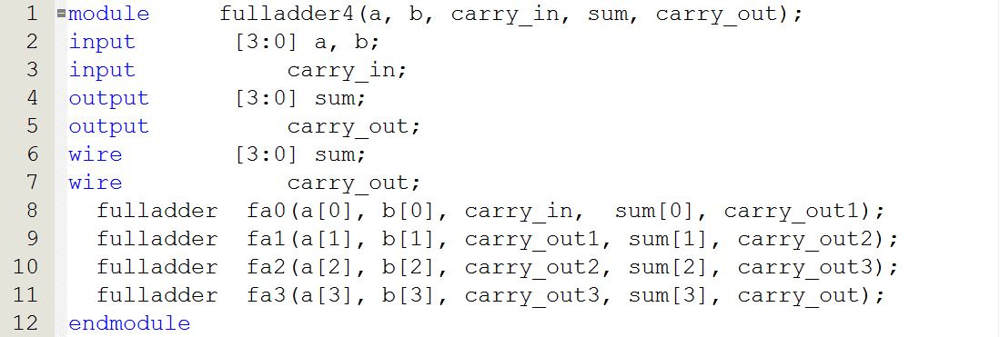 1 module fulladder4(a, b, carry_in, sum, carry_out);
2 input [3:0] a, b;
3 input carry_in;
4 output [3:0] sum;
5 output carry_out;
6 wire [3:0] sum;
7 wire carry_out;
8 fulladder fa0(a[0], b[0], carry_in, sum[0], carry_out1);
9 fulladder fa1(a[1], b[1], carry_out1, sum[1], carry_out2);
10 fulladder fa2(a[2], b[2], carry_out2, sum[2], carry_out3);
11 fulladder fa3(a[3], b[3], carry_out3, sum[3], carry_out);
12 endmodule